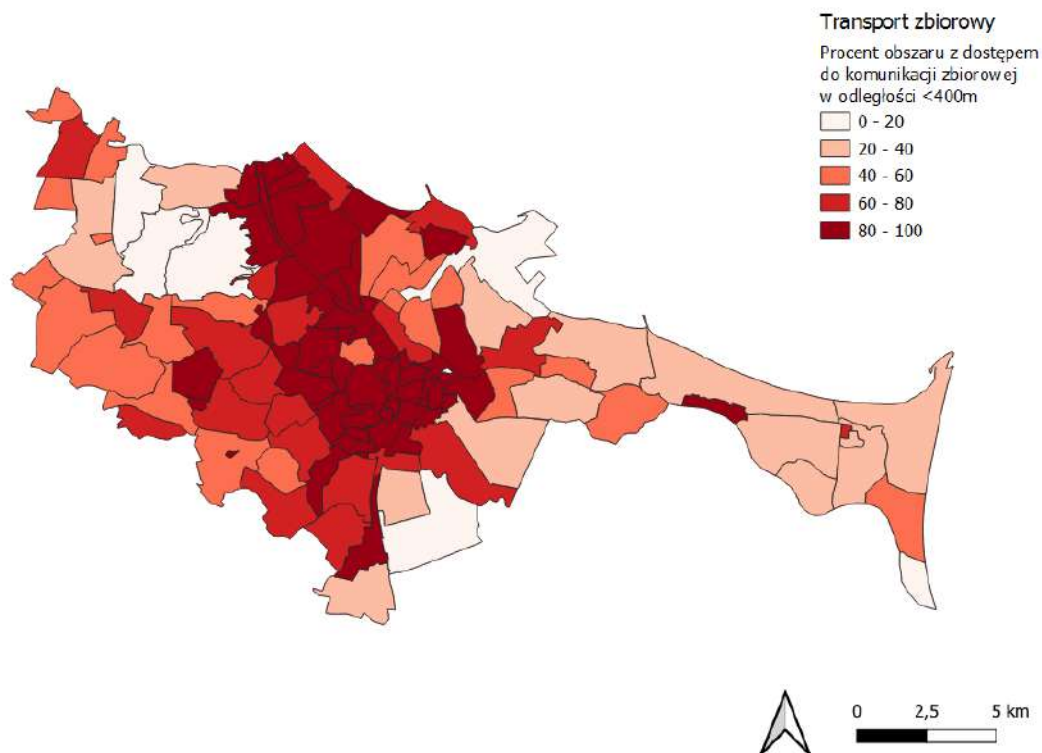 Transport zbiorowy
Procent obszaru z dostępem
do komunikacji zbiorowej
w odległości <400m
0 - 20
20 - 40
40 - 60
60 - 80
80 - 100
0 2,5 5 km